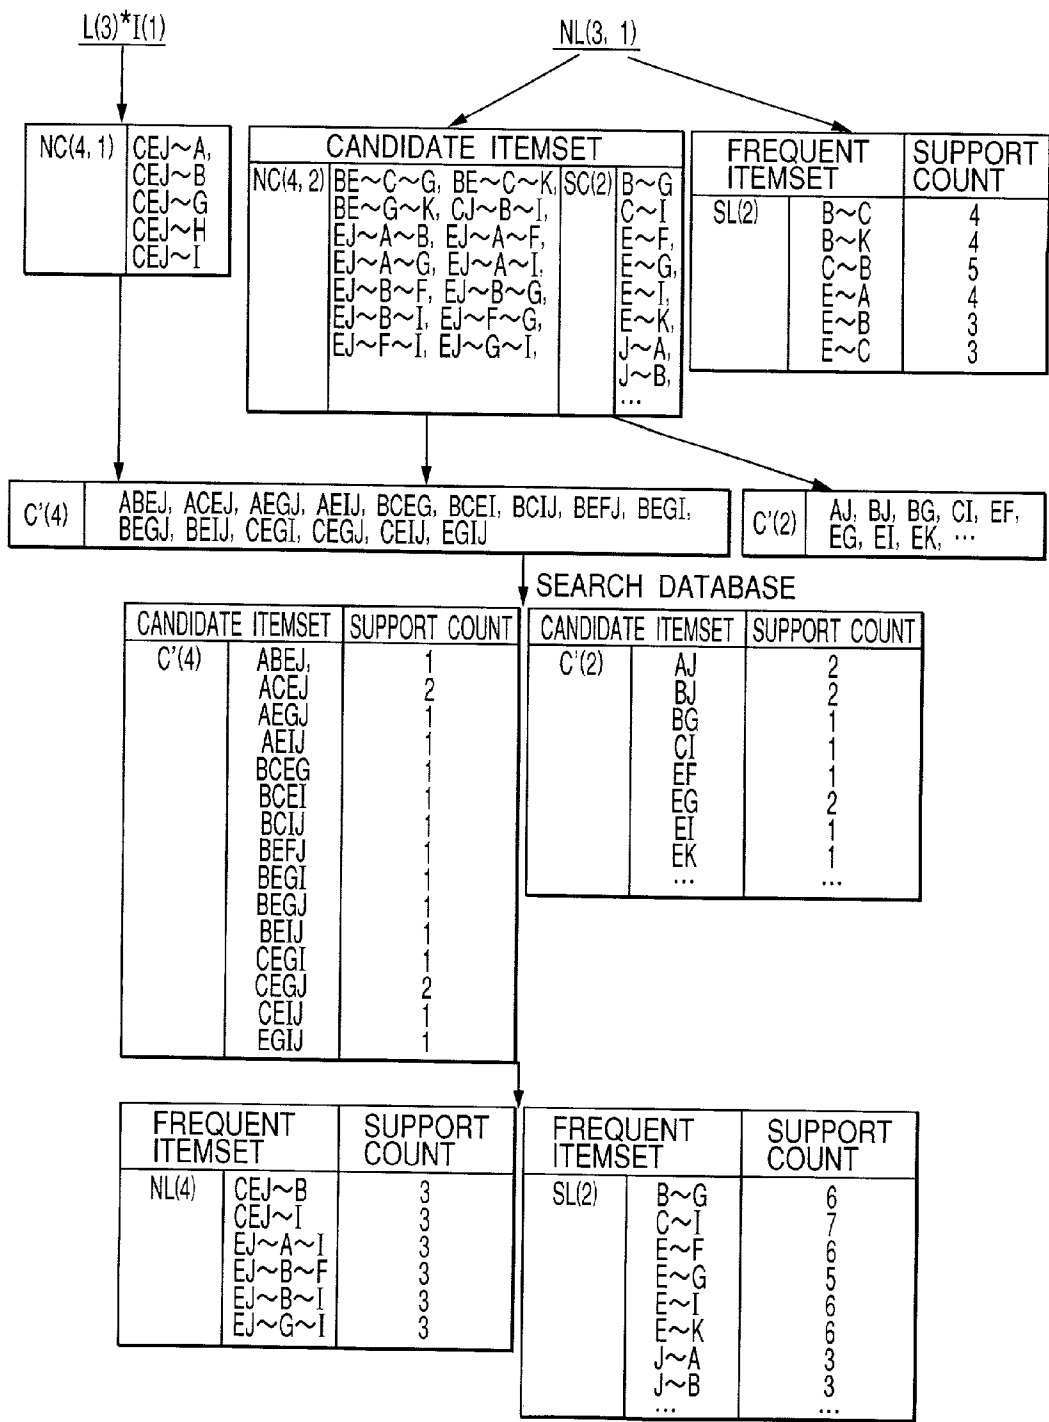 L(3)*I(1)
NL(3, 1)
NC(4, 1)
CEJ~A,
CEJ~B
CEJ~G
CEJ~H
CEJ~I
CANDIDATE ITEMSET
NC(4, 2)
BE~C~G, BE~C~K,
BE~G~K, CJ~B~I,
EJ~A~B, EJ~A~F,
EJ~A~G, EJ~A~I,
EJ~B~F, EJ~B~G,
EJ~B~I, EJ~F~G,
EJ~F~I, EJ~G~I,
SC(2)
B~G
C~I
E~F,
E~G,
E~I,
E~K,
J~A,
J~B,
...
FREQUENT ITEMSET
SUPPORT COUNT
SL(2)
B~C 4
B~K 4
C~B 5
E~A 4
E~B 3
E~C 3
C'(4)
ABEJ, ACEJ, AEGJ, AEIJ, BCEG, BCEI, BCIJ, BEFJ, BEGI,
BEGJ, BEIJ, CEGI, CEGJ, CEIJ, EGIJ
C'(2)
AJ, BJ, BG, CI, EF,
EG, EI, EK, ...
SEARCH DATABASE
CANDIDATE ITEMSET SUPPORT COUNT
C'(4)
ABEJ, 1
ACEJ 2
AEGJ 1
AEIJ 1
BCEG 1
BCEI 1
BCIJ 1
BEFJ 1
BEGI 1
BEGJ 1
BEIJ 1
CEGI 1
CEGJ 2
CEIJ 1
EGIJ 1
CANDIDATE ITEMSET SUPPORT COUNT
C'(2)
AJ 2
BJ 2
BG 1
CI 1
EF 1
EG 2
EI 1
EK 1
... ...
FREQUENT ITEMSET
SUPPORT COUNT
NL(4)
CEJ~B 3
CEJ~I 3
EJ~A~I 3
EJ~B~F 3
EJ~B~I 3
EJ~G~I 3
FREQUENT ITEMSET
SUPPORT COUNT
SL(2)
B~G 6
C~I 7
E~F 6
E~G 5
E~I 6
E~K 6
J~A 3
J~B 3
... ...